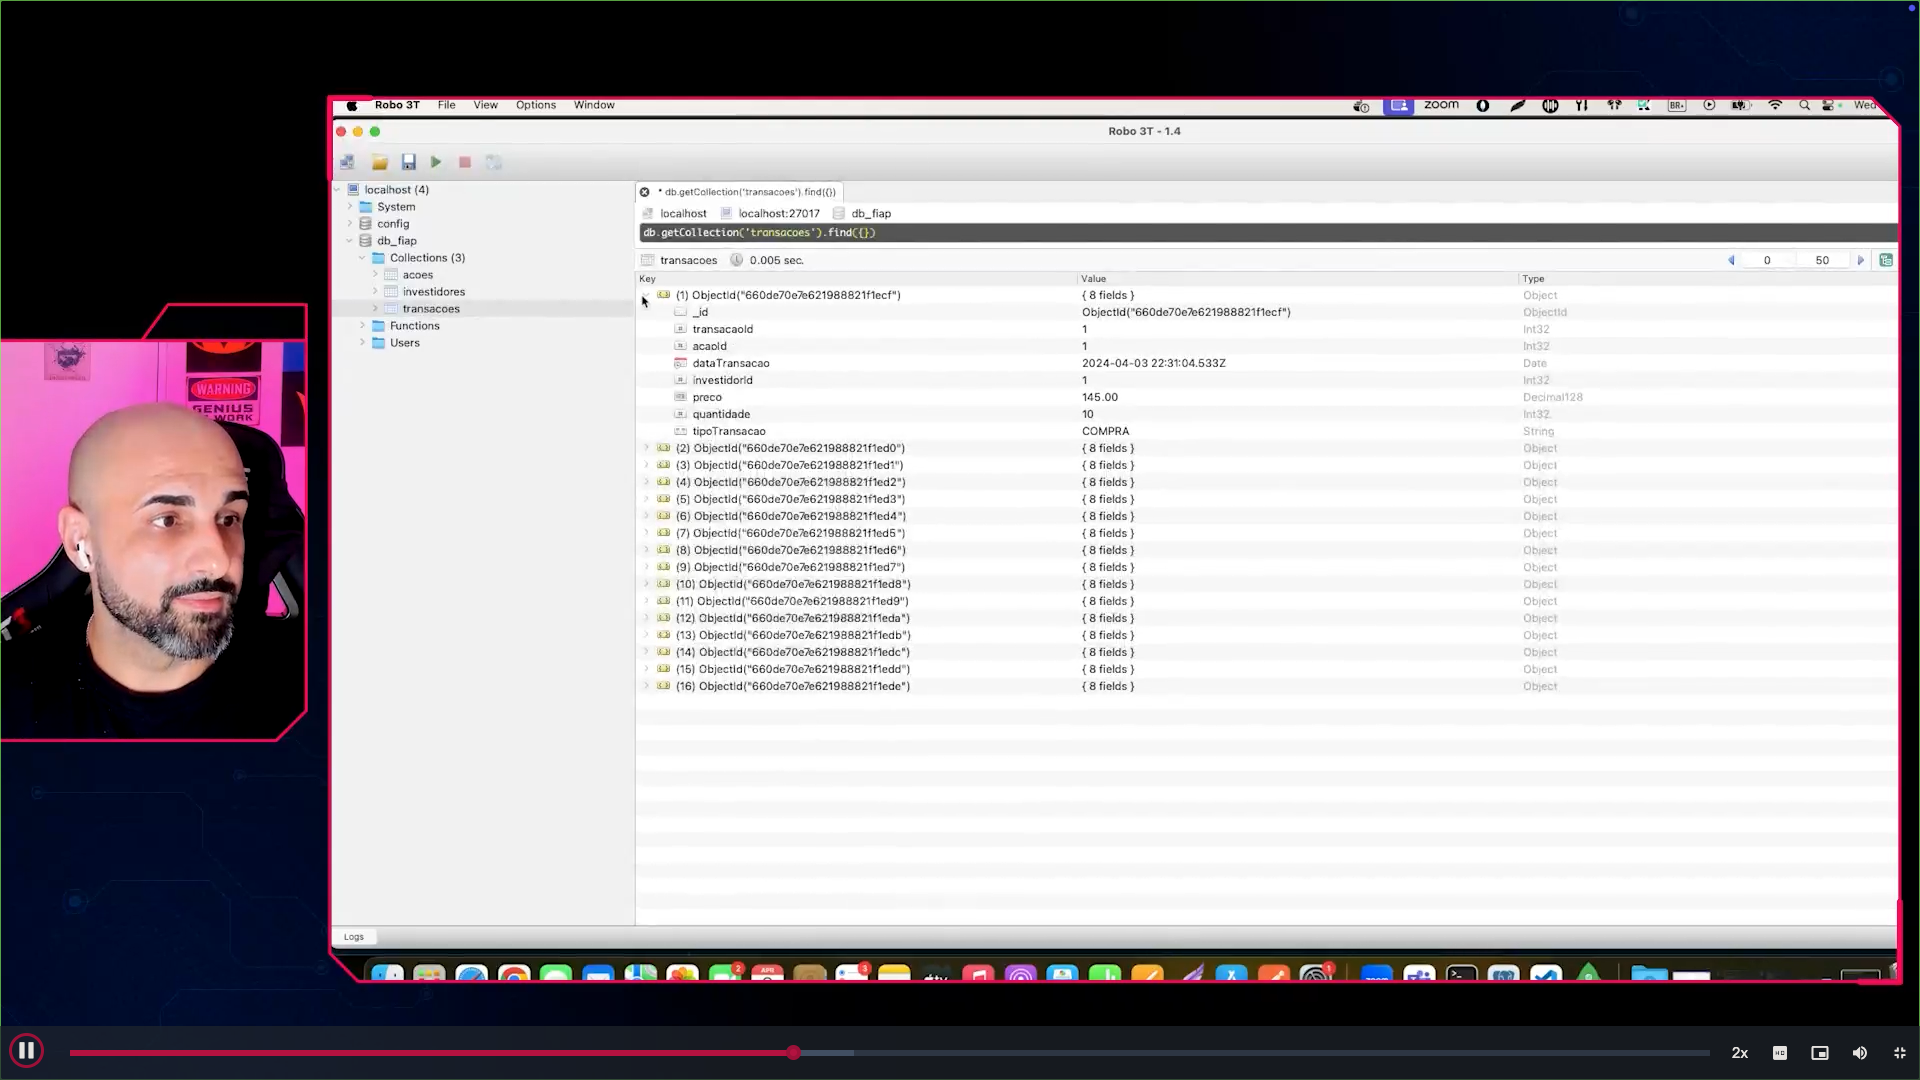 Robo 3T File View Options Window
zoom
BR
Wed
Robo 3T - 1.4
localhost (4)
System
config
db_fiap
Collections (3)
acoes
investidores
transacoes
Functions
Users
* db.getCollection('transacoes').find({})
localhost localhost:27017 db_fiap
db.getCollection('transacoes').find({})
transacoes 0.005 sec.
0 50
Key Value Type
(1) ObjectId("660de70e7e621988821f1ecf") { 8 fields } Object
_id ObjectId("660de70e7e621988821f1ecf") ObjectId
transacaoId 1 Int32
acaoId 1 Int32
dataTransacao 2024-04-03 22:31:04.533Z Date
investidorId 1 Int32
preco 145.00 Decimal128
quantidade 10 Int32
tipoTransacao COMPRA String
(2) ObjectId("660de70e7e621988821f1ed0") { 8 fields } Object
(3) ObjectId("660de70e7e621988821f1ed1") { 8 fields } Object
(4) ObjectId("660de70e7e621988821f1ed2") { 8 fields } Object
(5) ObjectId("660de70e7e621988821f1ed3") { 8 fields } Object
(6) ObjectId("660de70e7e621988821f1ed4") { 8 fields } Object
(7) ObjectId("660de70e7e621988821f1ed5") { 8 fields } Object
(8) ObjectId("660de70e7e621988821f1ed6") { 8 fields } Object
(9) ObjectId("660de70e7e621988821f1ed7") { 8 fields } Object
(10) ObjectId("660de70e7e621988821f1ed8") { 8 fields } Object
(11) ObjectId("660de70e7e621988821f1ed9") { 8 fields } Object
(12) ObjectId("660de70e7e621988821f1eda") { 8 fields } Object
(13) ObjectId("660de70e7e621988821f1edb") { 8 fields } Object
(14) ObjectId("660de70e7e621988821f1edc") { 8 fields } Object
(15) ObjectId("660de70e7e621988821f1edd") { 8 fields } Object
(16) ObjectId("660de70e7e621988821f1ede") { 8 fields } Object
WARNING
GENIUS
WORK
Logs
2 APR 3 1
2x
HD